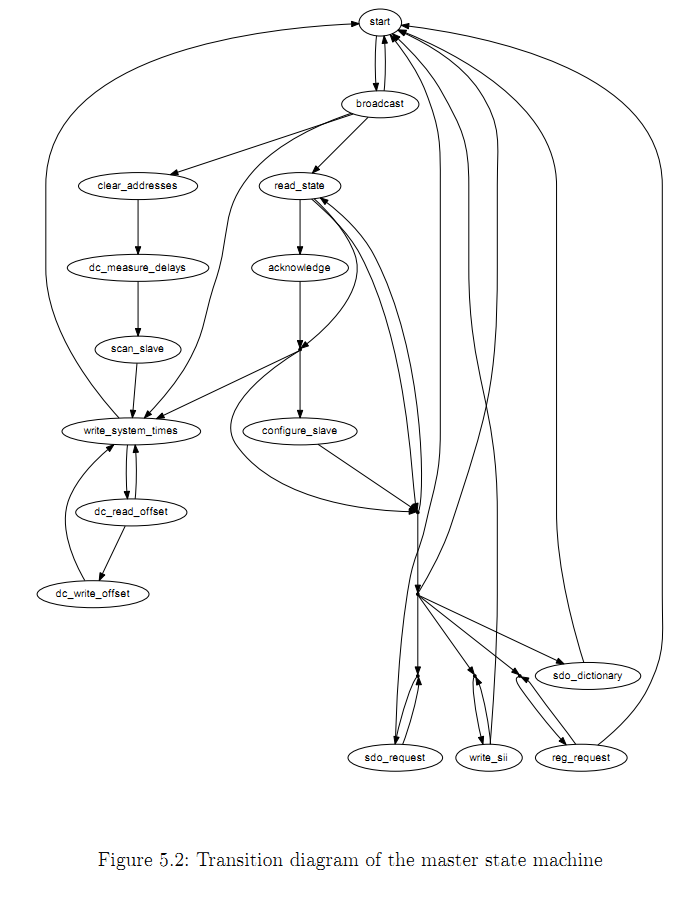 start
broadcast
clear_addresses
read_state
dc_measure_delays
acknowledge
scan_slave
write_system_times
configure_slave
dc_read_offset
dc_write_offset
sdo_dictionary
sdo_request
write_sii
reg_request
Figure 5.2: Transition diagram of the master state machine